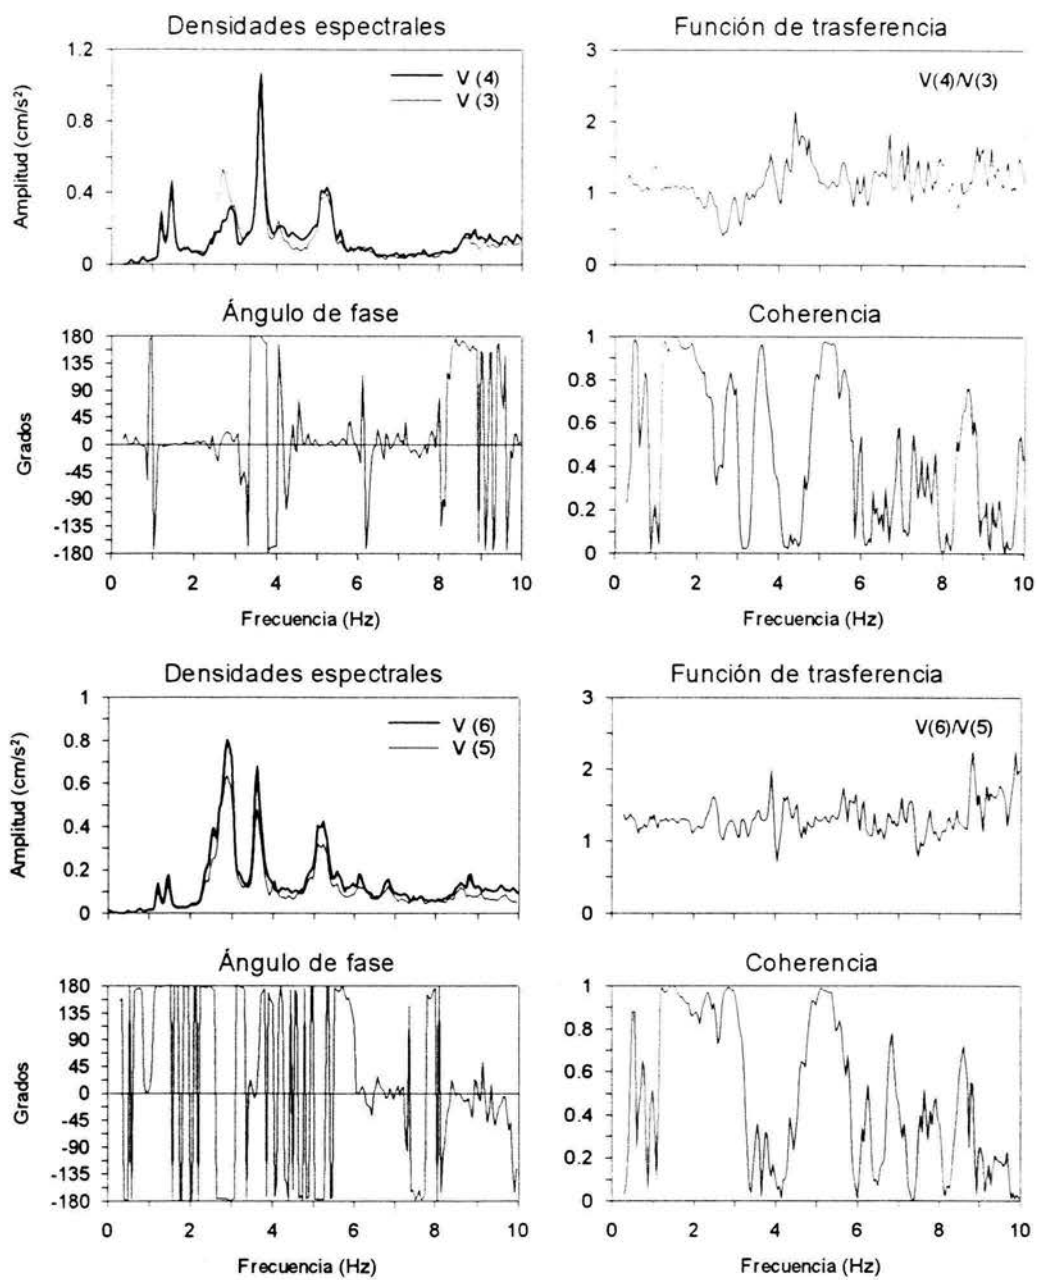 Densidades espectrales
Función de trasferencia
1.2
0.8
0.4
0
Amplitud (cm/s²)
V (4)
V (3)
3
2
1
0
V(4)/V(3)
Ángulo de fase
Coherencia
180
135
90
45
0
-45
-90
-135
-180
Grados
0 2 4 6 8 10
Frecuencia (Hz)
1
0.8
0.6
0.4
0.2
0
0 2 4 6 8 10
Frecuencia (Hz)
Densidades espectrales
Función de trasferencia
1
0.8
0.6
0.4
0.2
0
Amplitud (cm/s²)
V (6)
V (5)
3
2
1
0
V(6)/V(5)
Ángulo de fase
Coherencia
180
135
90
45
0
-45
-90
-135
-180
Grados
0 2 4 6 8 10
Frecuencia (Hz)
1
0.8
0.6
0.4
0.2
0
0 2 4 6 8 10
Frecuencia (Hz)